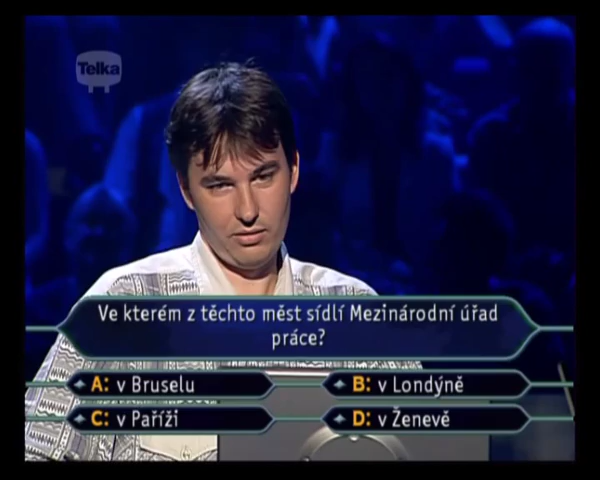 Telka
Ve kterém z těchto měst sídlí Mezinárodní úřad
práce?
A: v Bruselu
B: v Londýně
C: v Paříži
D: v Ženevě